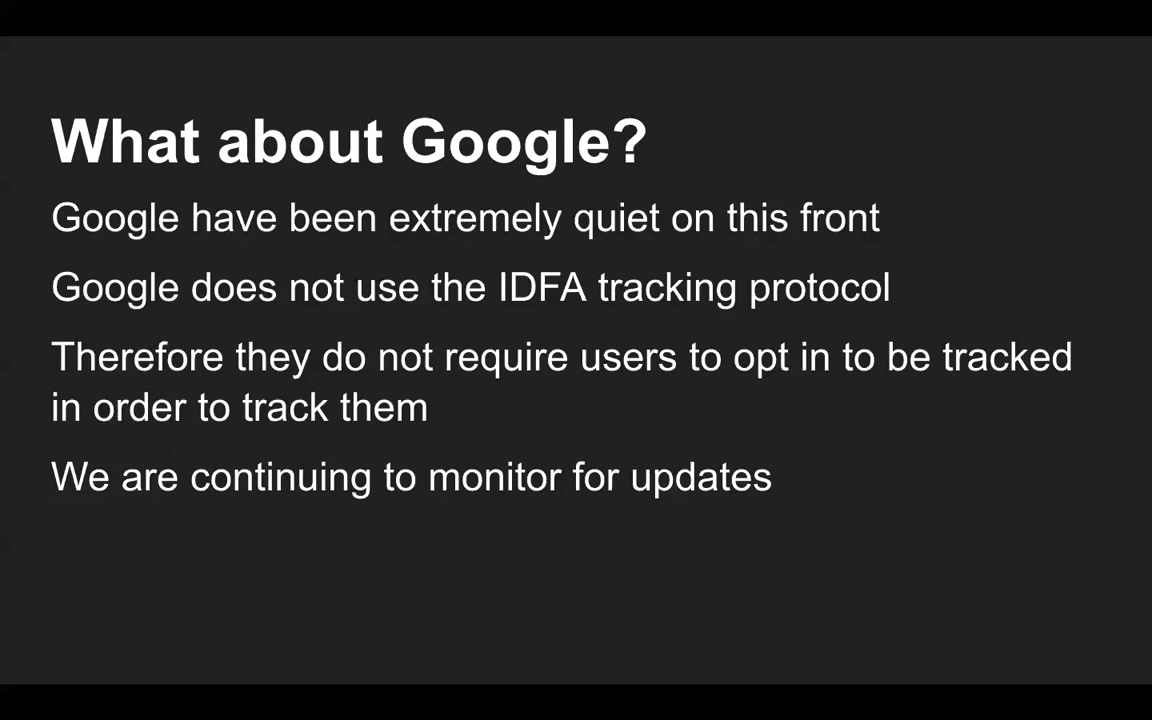 What about Google?
Google have been extremely quiet on this front
Google does not use the IDFA tracking protocol
Therefore they do not require users to opt in to be tracked
in order to track them
We are continuing to monitor for updates